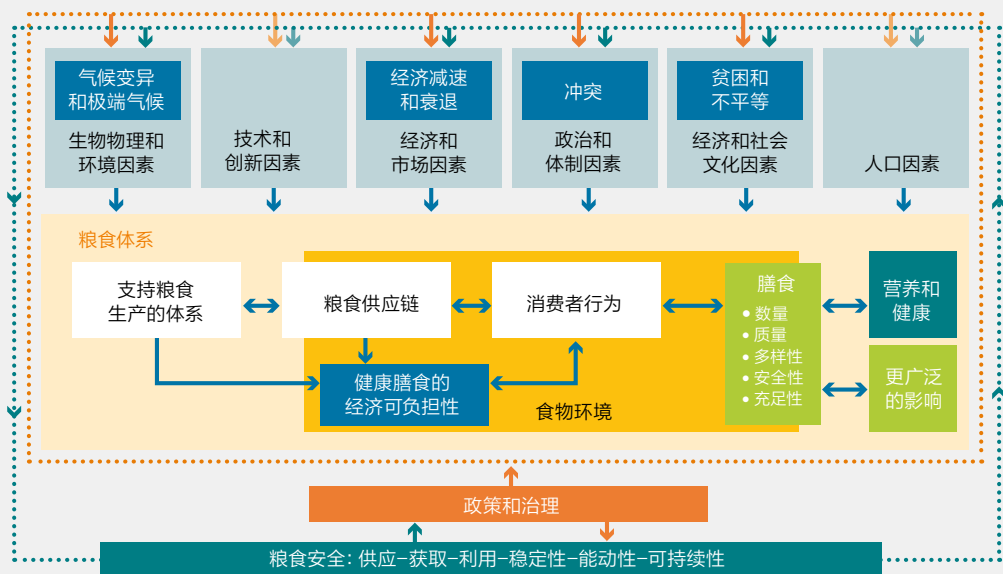 气候变异
和极端气候
生物物理和
环境因素
技术和
创新因素
经济减速
和衰退
经济和
市场因素
冲突
政治和
体制因素
贫困和
不平等
经济和社会
文化因素
人口因素
粮食体系
支持粮食
生产的体系
粮食供应链
消费者行为
膳食
• 数量
• 质量
• 多样性
• 安全性
• 充足性
营养和
健康
更广泛
的影响
健康膳食的
经济可负担性
食物环境
政策和治理
粮食安全：供应–获取–利用–稳定性–能动性–可持续性